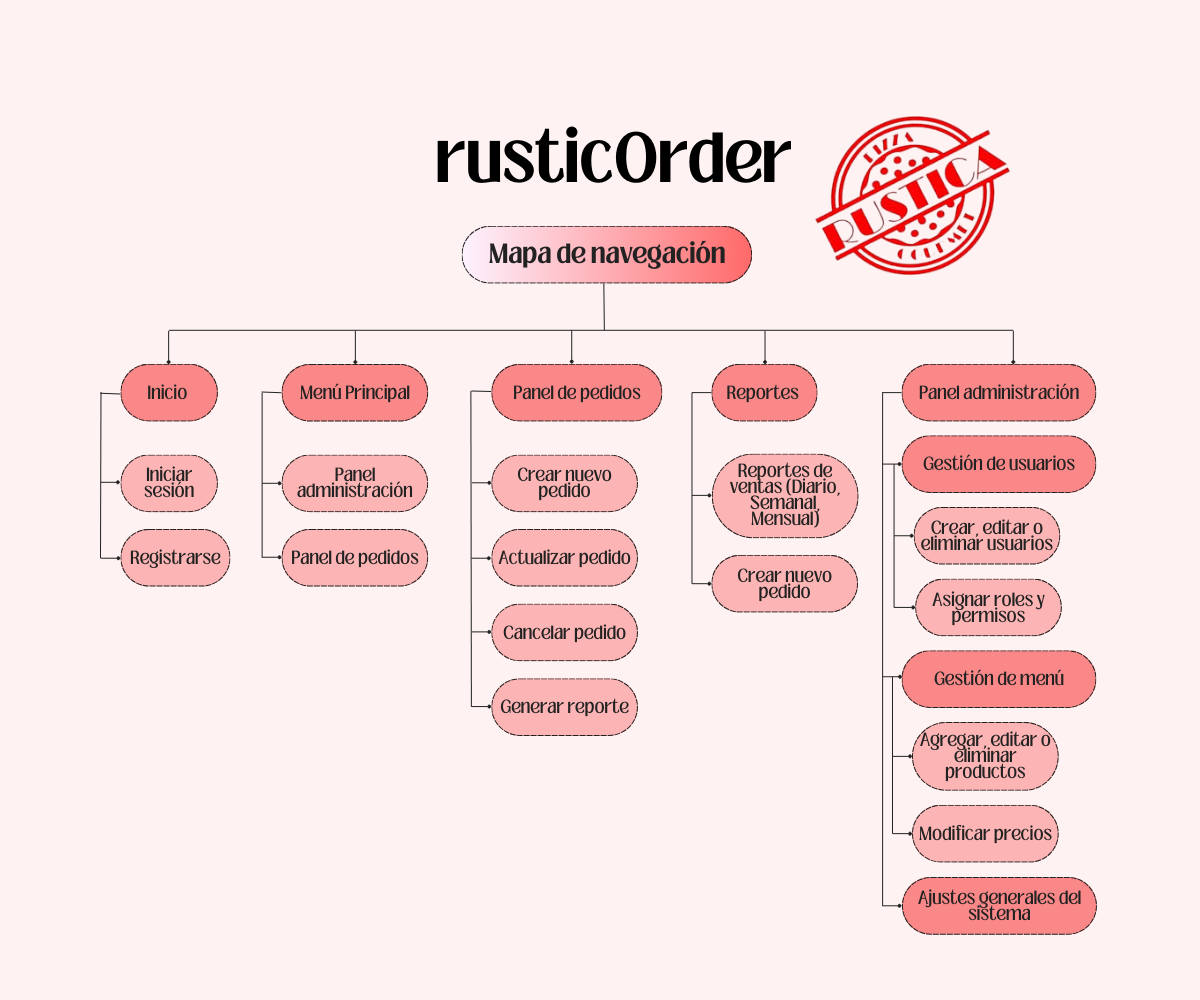 rusticOrder
PIZZA
RUSTICA
GOURMET
Mapa de navegación
Inicio
Iniciar
sesión
Registrarse
Menú Principal
Panel
administración
Panel de pedidos
Panel de pedidos
Crear nuevo
pedido
Actualizar pedido
Cancelar pedido
Generar reporte
Reportes
Reportes de
ventas (Diario,
Semanal,
Mensual)
Crear nuevo
pedido
Panel administración
Gestión de usuarios
Crear, editar o
eliminar usuarios
Asignar roles y
permisos
Gestión de menú
Agregar, editar o
eliminar
productos
Modificar precios
Ajustes generales del
sistema